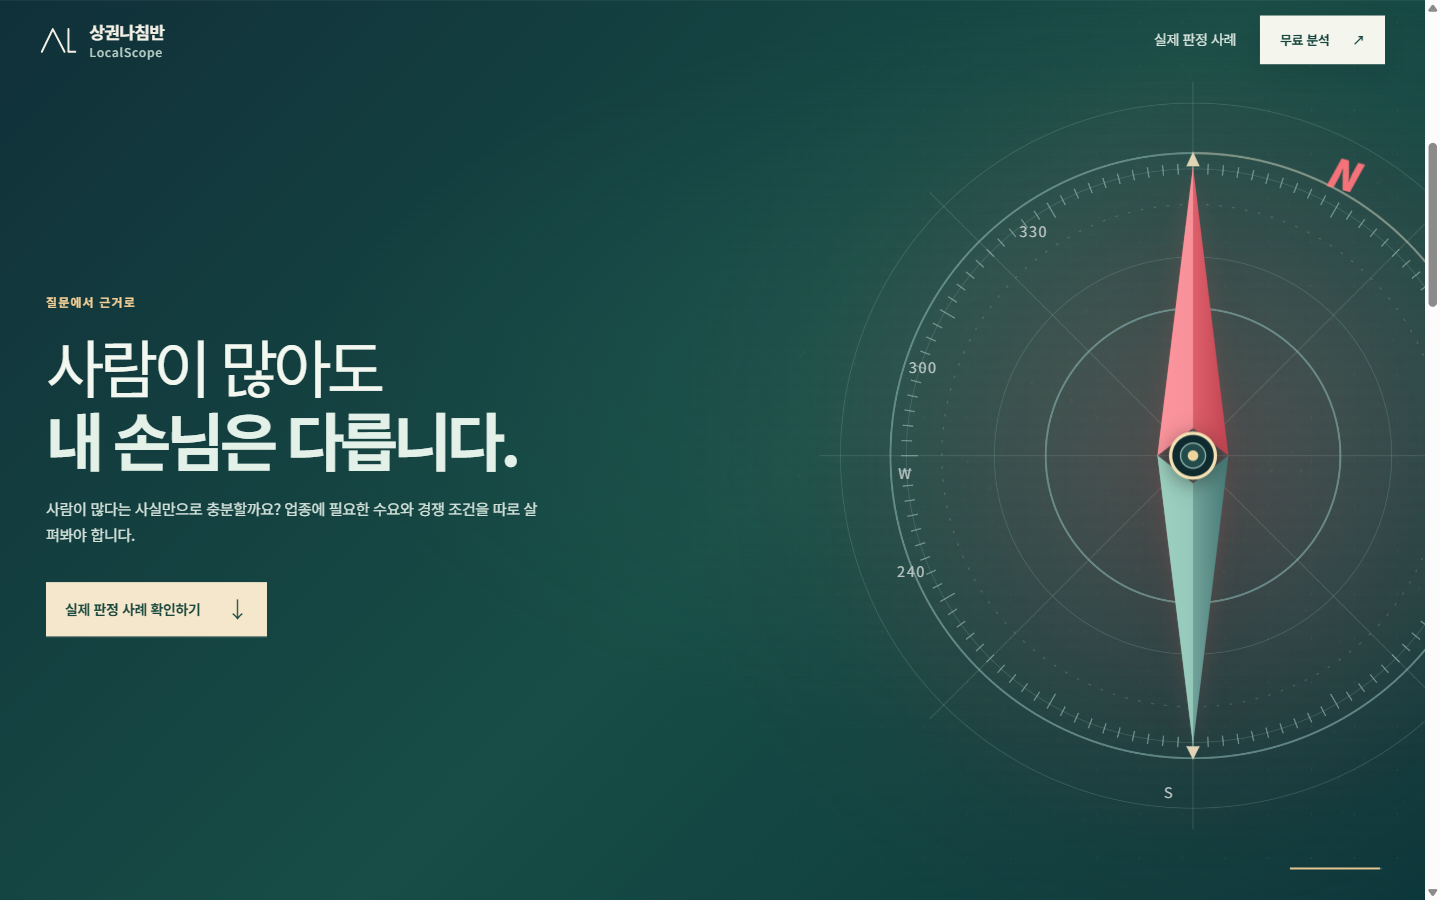 상권나침반
LocalScope
실제 판정 사례
무료 분석 ↗
N
330
300
W
240
S
질문에서 근거로
사람이 많아도
내 손님은 다릅니다.
사람이 많다는 사실만으로 충분할까요? 업종에 필요한 수요와 경쟁 조건을 따로 살
펴봐야 합니다.
실제 판정 사례 확인하기 ↓